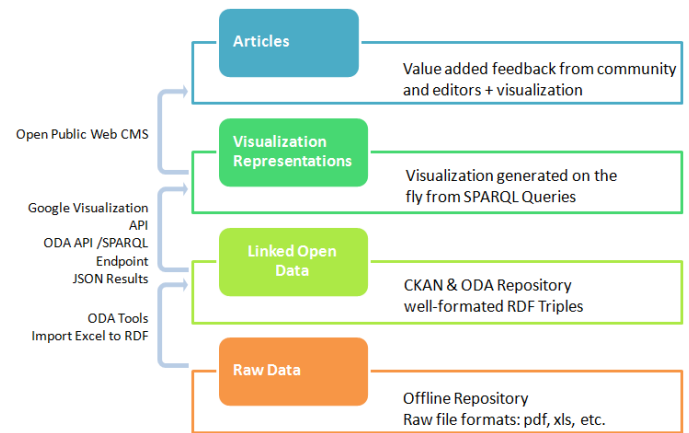 Articles
Value added feedback from community
and editors + visualization
Open Public Web CMS
Visualization
Representations
Visualization generated on the
fly from SPARQL Queries
Google Visualization
API
ODA API /SPARQL
Endpoint
JSON Results
Linked Open
Data
CKAN & ODA Repository
well-formated RDF Triples
ODA Tools
Import Excel to RDF
Raw Data
Offline Repository
Raw file formats: pdf, xls, etc.